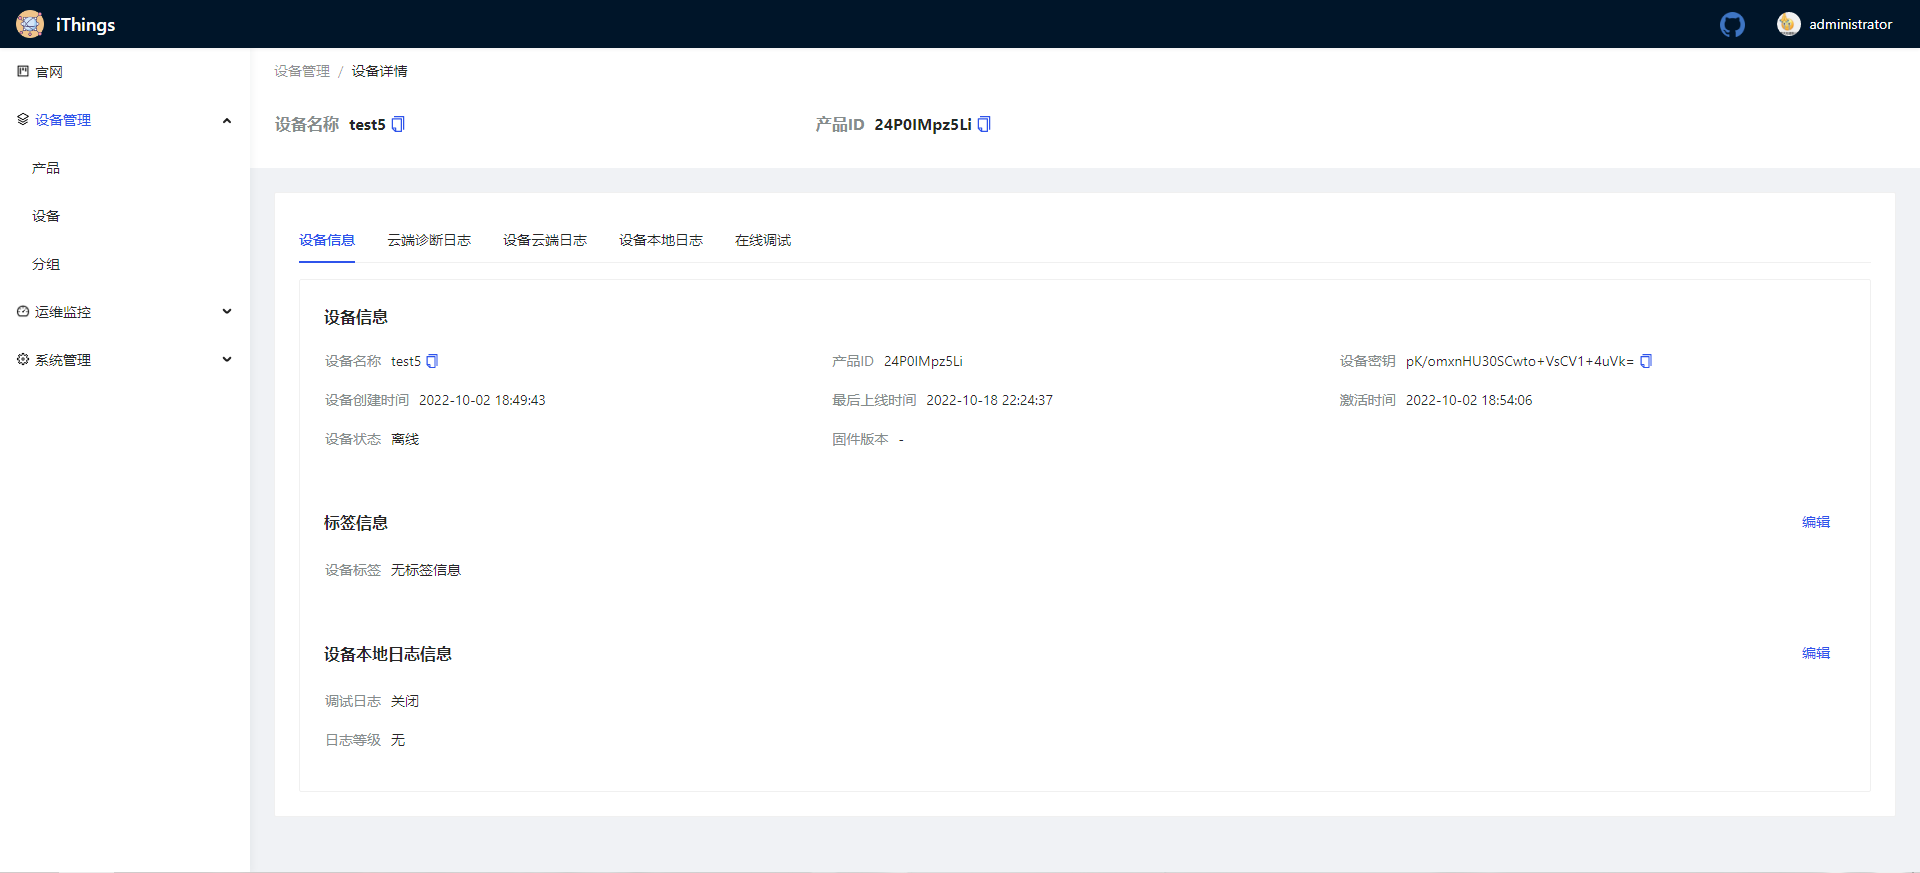 iThings
administrator
官网
设备管理
产品
设备
分组
运维监控
系统管理
设备管理 / 设备详情
设备名称 test5 产品ID 24P0IMpz5Li
设备信息 云端诊断日志 设备云端日志 设备本地日志 在线调试
设备信息
设备名称 test5 产品ID 24P0IMpz5Li 设备密钥 pK/omxnHU30SCwto+VsCV1+4uVk=
设备创建时间 2022-10-02 18:49:43 最后上线时间 2022-10-18 22:24:37 激活时间 2022-10-02 18:54:06
设备状态 离线 固件版本 -
标签信息 编辑
设备标签 无标签信息
设备本地日志信息 编辑
调试日志 关闭
日志等级 无